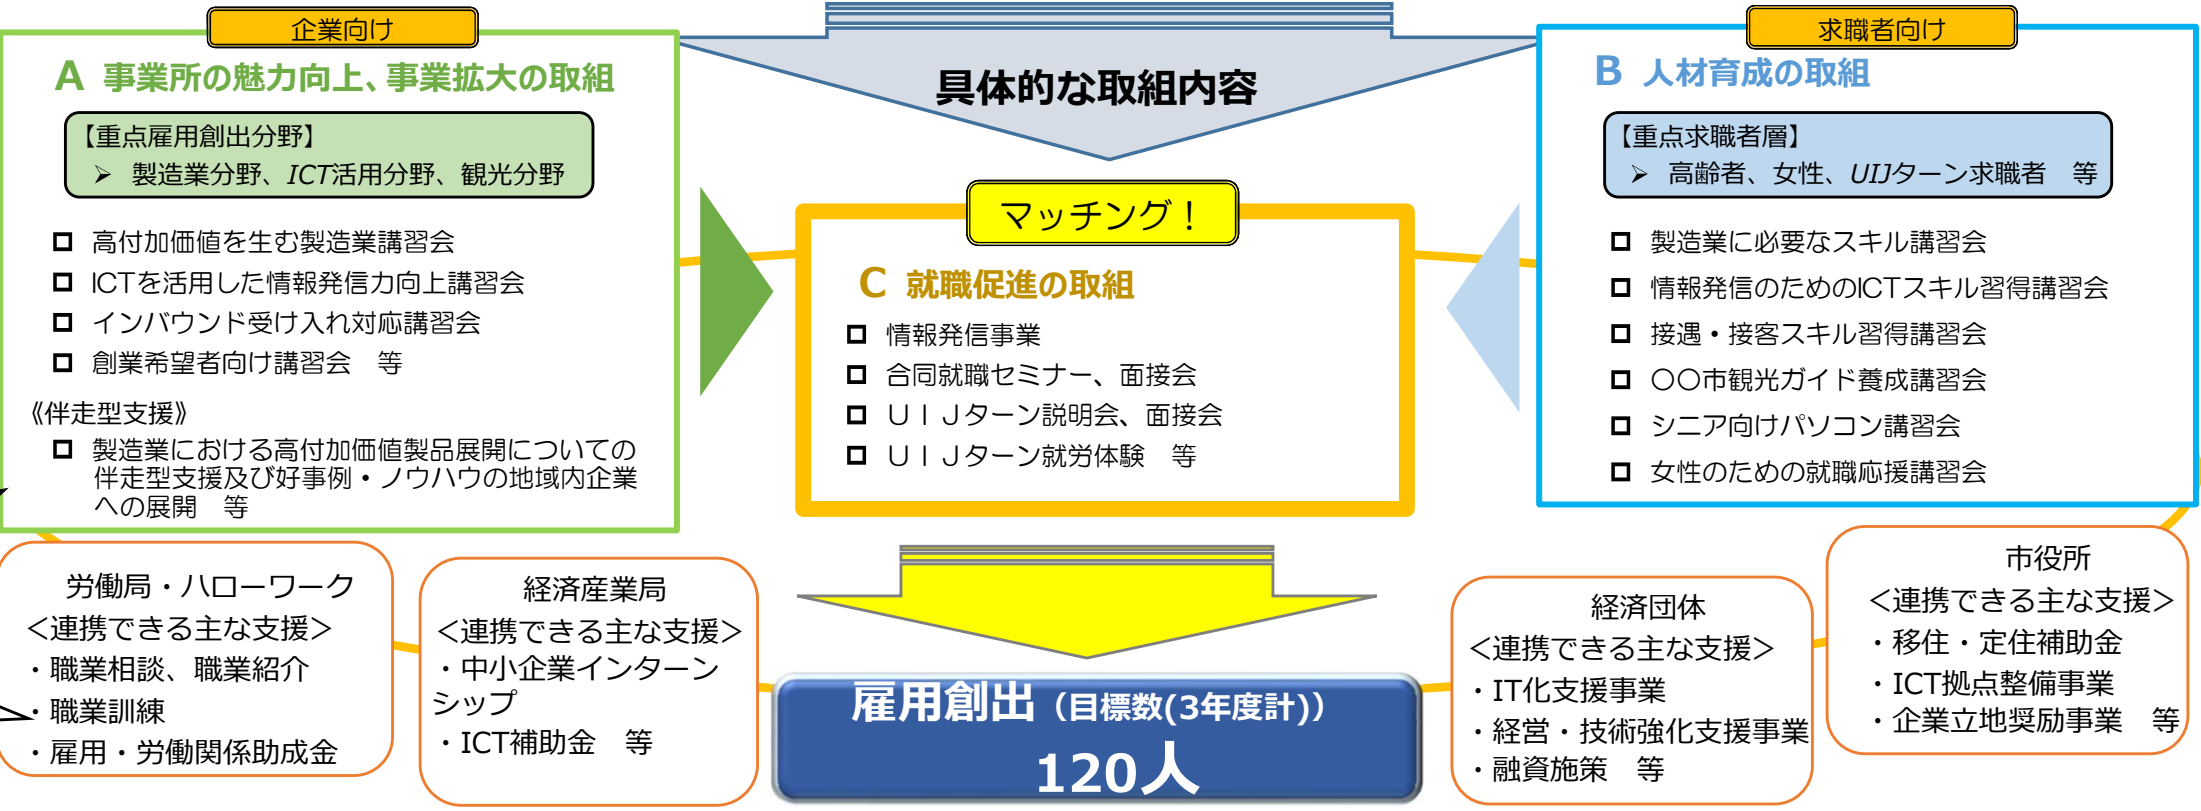 具体的な取組内容
企業向け
A 事業所の魅力向上、事業拡大の取組
【重点雇用創出分野】
➢ 製造業分野、ICT活用分野、観光分野
高付加価値を生む製造業講習会
ICTを活用した情報発信力向上講習会
インバウンド受け入れ対応講習会
創業希望者向け講習会　等
《伴走型支援》
製造業における高付加価値製品展開についての
伴走型支援及び好事例・ノウハウの地域内企業
への展開　等
マッチング！
C 就職促進の取組
情報発信事業
合同就職セミナー、面接会
ＵＩＪターン説明会、面接会
ＵＩＪターン就労体験　等
求職者向け
B 人材育成の取組
【重点求職者層】
➢ 高齢者、女性、UIJターン求職者　等
製造業に必要なスキル講習会
情報発信のためのICTスキル習得講習会
接遇・接客スキル習得講習会
〇〇市観光ガイド養成講習会
シニア向けパソコン講習会
女性のための就職応援講習会
労働局・ハローワーク
＜連携できる主な支援＞
・職業相談、職業紹介
・職業訓練
・雇用・労働関係助成金
経済産業局
＜連携できる主な支援＞
・中小企業インターン
シップ
・ICT補助金　等
雇用創出（目標数(3年度計)）
120人
経済団体
＜連携できる主な支援＞
・IT化支援事業
・経営・技術強化支援事業
・融資施策　等
市役所
＜連携できる主な支援＞
・移住・定住補助金
・ICT拠点整備事業
・企業立地奨励事業　等